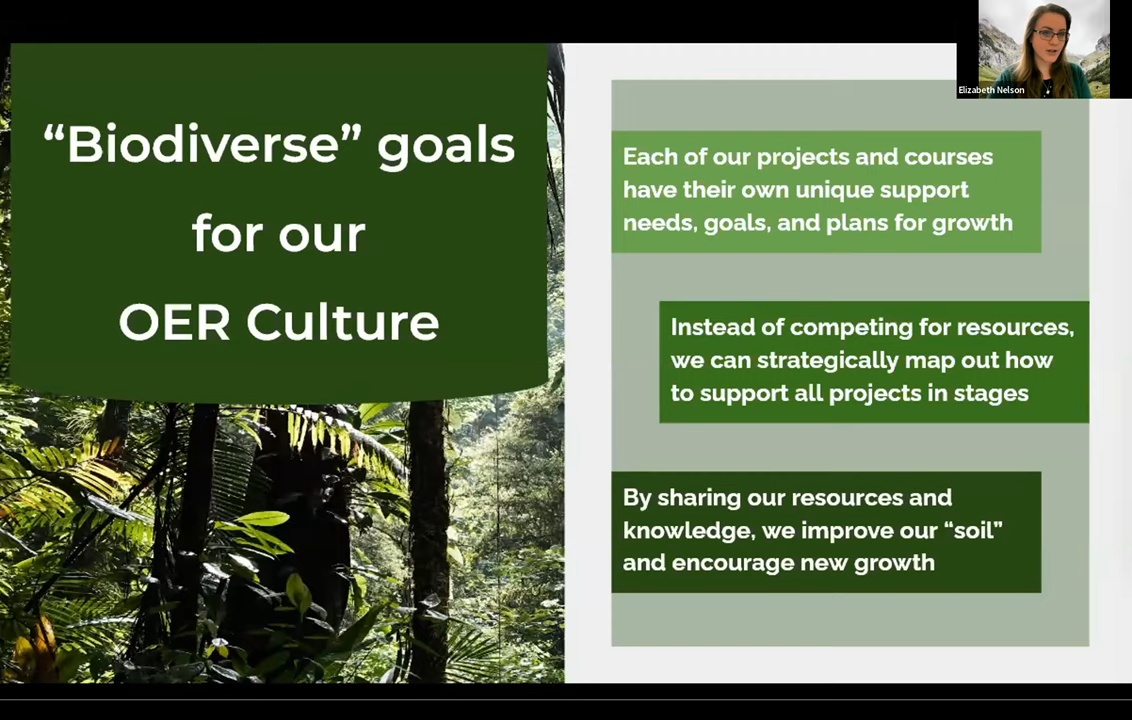 “Biodiverse” goals
for our
OER Culture
Elizabeth Nelson
Each of our projects and courses
have their own unique support
needs, goals, and plans for growth
Instead of competing for resources,
we can strategically map out how
to support all projects in stages
By sharing our resources and
knowledge, we improve our “soil”
and encourage new growth